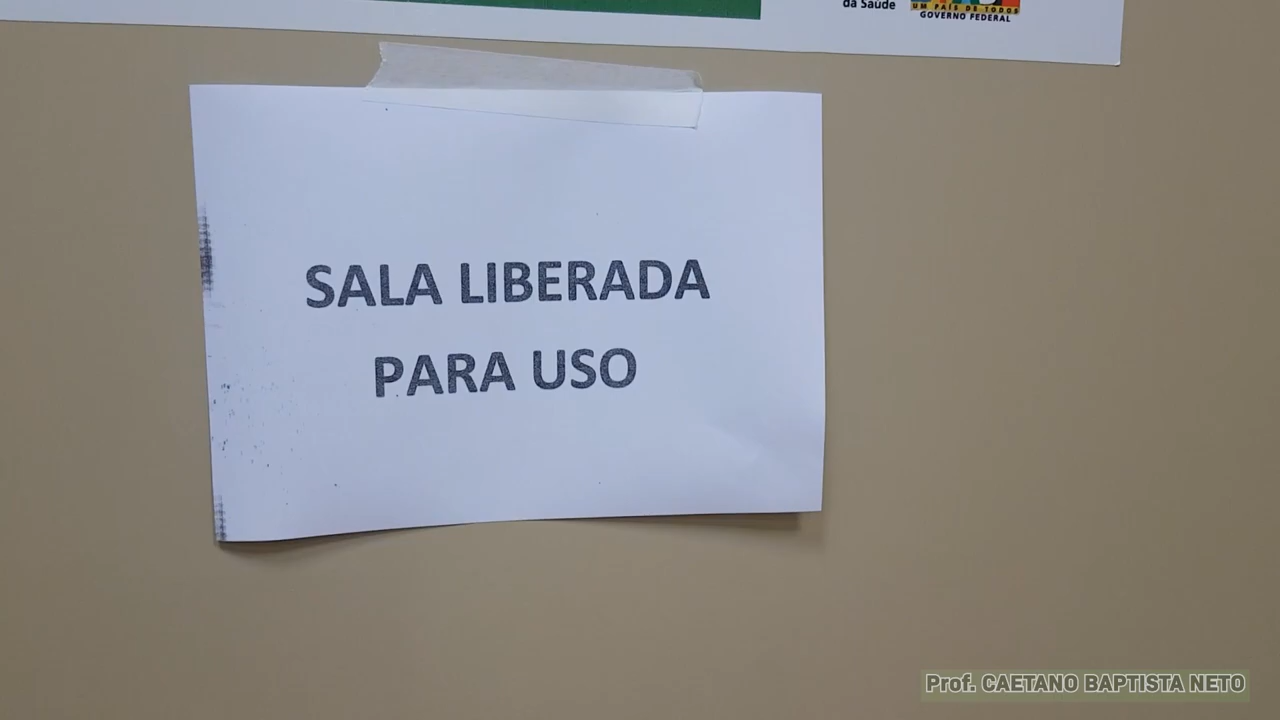 da Saúde
UM PAÍS DE TODOS
GOVERNO FEDERAL
SALA LIBERADA
PARA USO
Prof. CAETANO BAPTISTA NETO